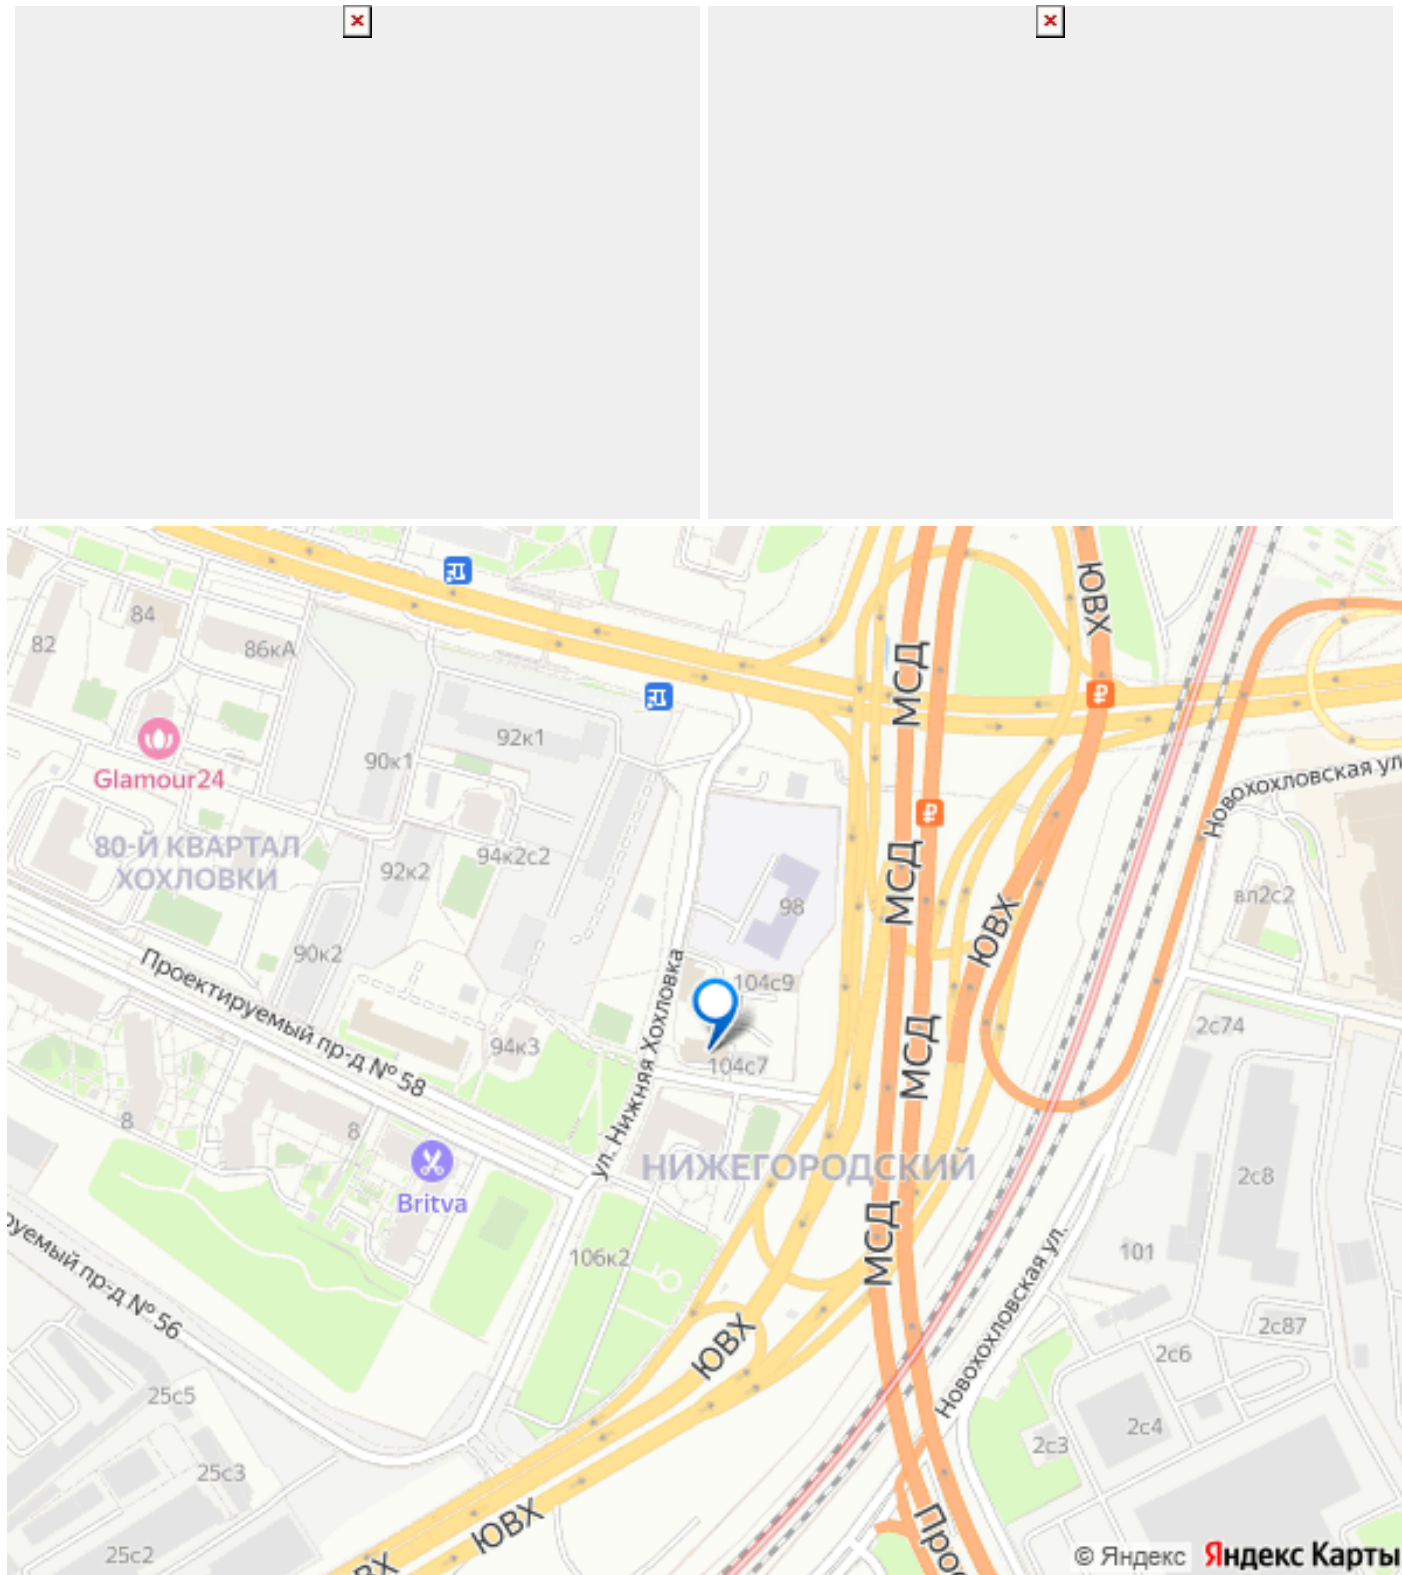 ЮВХ
84
82
86кА
МСД
92к1
90к1
Glamour24
Новохохловская ул
80-Й КВАРТАЛ
ХОХЛОВКИ
94к2с2
92к2
МСД
98
вл2с2
ЮВХ
90к2
Проектируемый пр-д № 58
ул. Нижняя Хохловка
104с9
2с74
94к3
104с7
МСД
8
8
НИЖЕГОРОДСКИЙ
2с8
Britva
МСД
106к2
101
руемый пр-д № 56
Новохохловская ул.
2с87
ЮВХ
2с6
25с5
2с4
2с3
25с3
ЮВХ
Прос
25с2
ВХ
© Яндекс Яндекс Карты